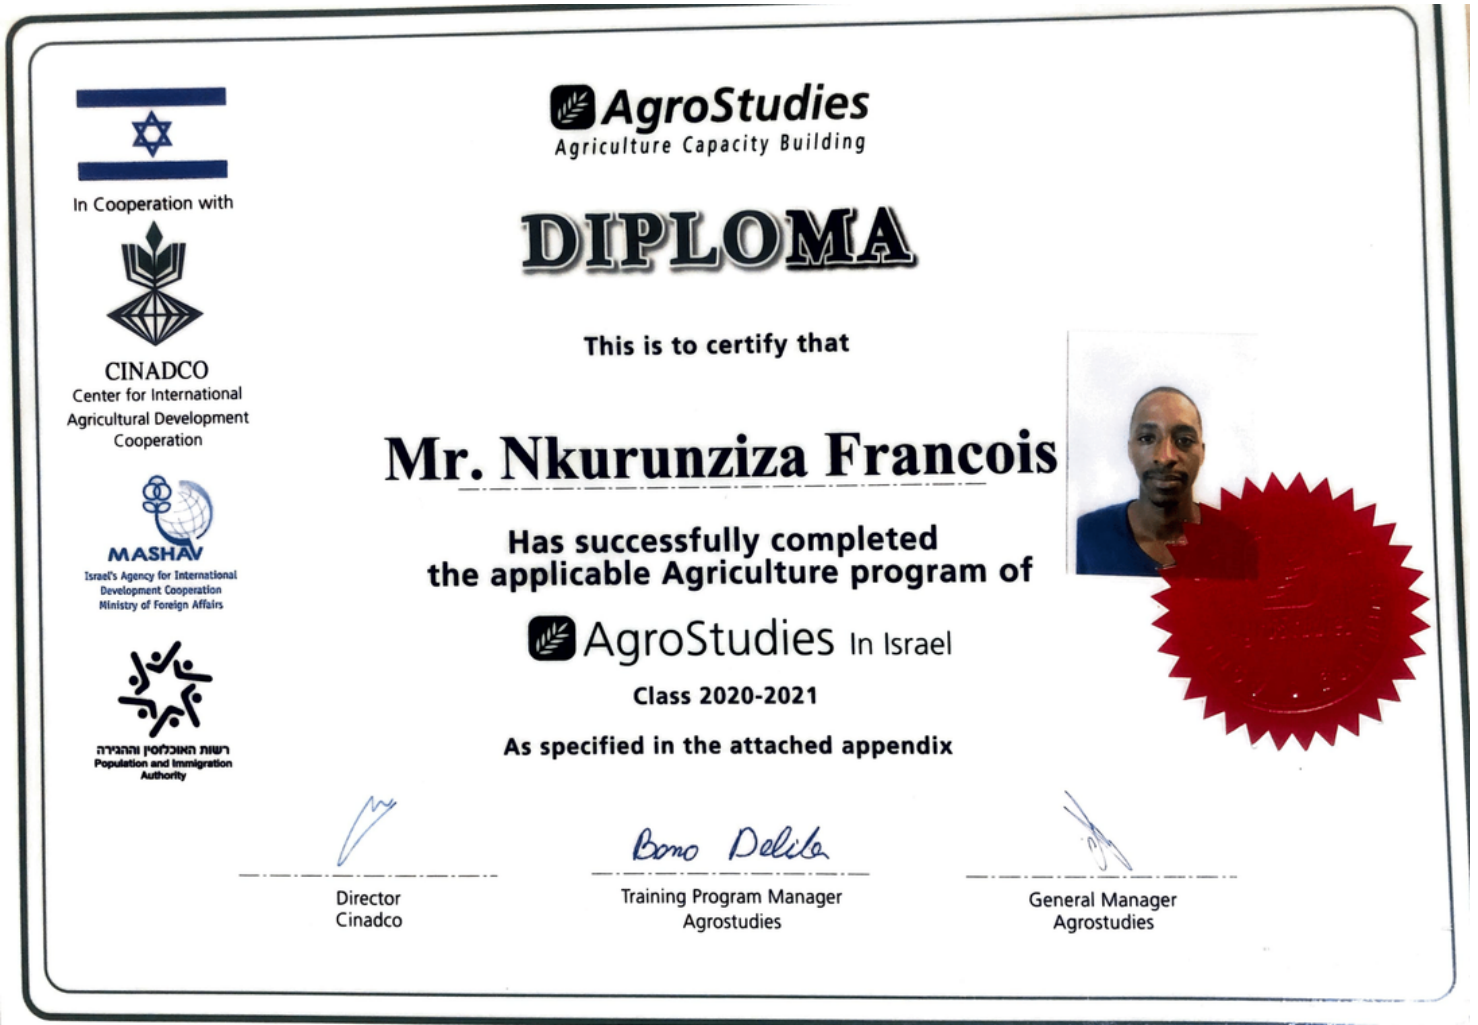 AgroStudies
Agriculture Capacity Building
DIPLOMA
In Cooperation with
CINADCO
Center for International
Agricultural Development
Cooperation
MASHAV
Israel's Agency for International
Development Cooperation
Ministry of Foreign Affairs
רשות האוכלוסין וההגירה
Population and Immigration
Authority
This is to certify that
Mr. Nkurunziza Francois
Has successfully completed
the applicable Agriculture program of
AgroStudies In Israel
Class 2020-2021
As specified in the attached appendix
Director
Cinadco
Bono Delila
Training Program Manager
Agrostudies
General Manager
Agrostudies